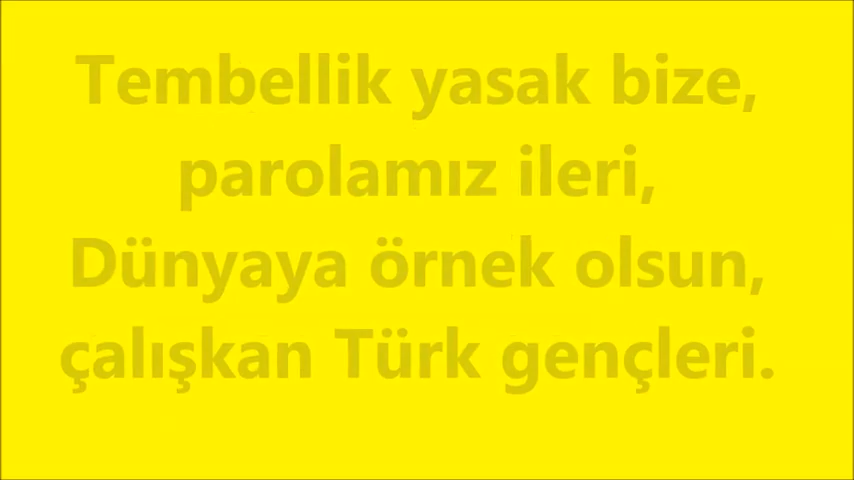 Tembellik yasak bize,
parolamız ileri,
Dünyaya örnek olsun,
çalışkan Türk gençleri.